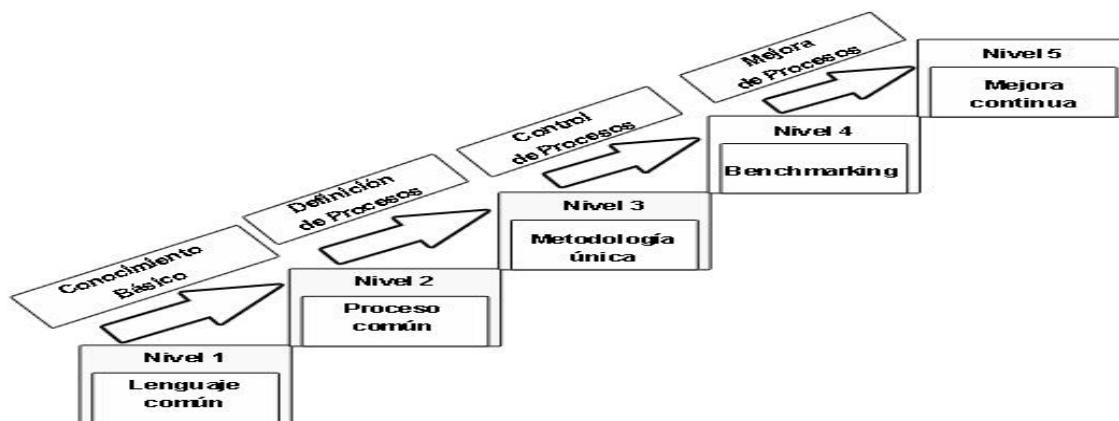 Mejora
de Procesos
Nivel 5
Mejora
continua
Control
de Procesos
Nivel 4
Benchmarking
Definición
de Procesos
Nivel 3
Metodología
única
Conocimiento
Básico
Nivel 2
Proceso
común
Nivel 1
Lenguaje
común